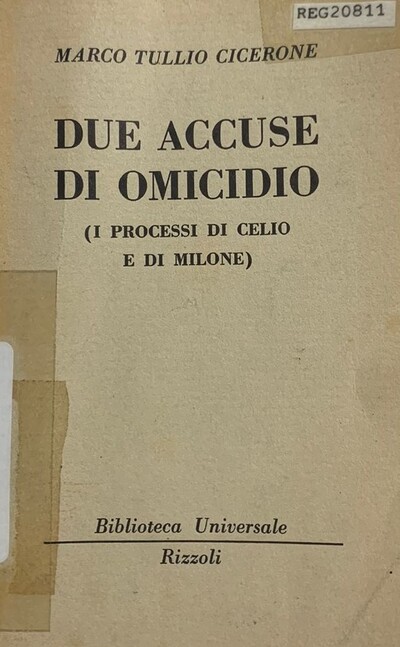 REG20811
MARCO TULLIO CICERONE
DUE ACCUSE
DI OMICIDIO
(I PROCESSI DI CELIO
E DI MILONE)
Biblioteca Universale
Rizzoli